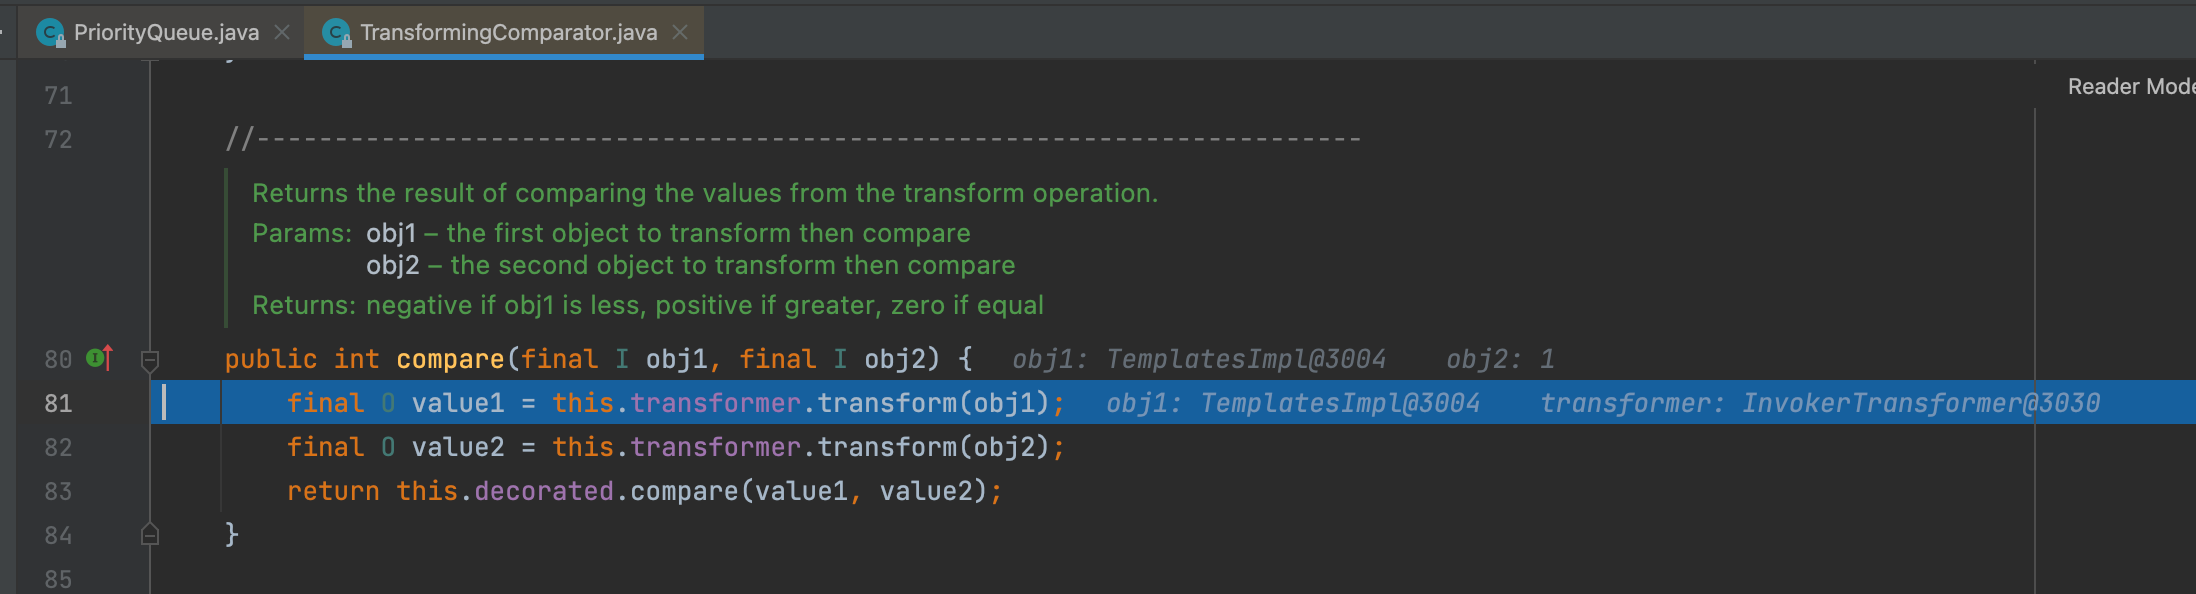 PriorityQueue.java
TransformingComparator.java
71
Reader Mode
72 //-----------------------------------------------------------------------
Returns the result of comparing the values from the transform operation.
Params: obj1 – the first object to transform then compare
obj2 – the second object to transform then compare
Returns: negative if obj1 is less, positive if greater, zero if equal
80 public int compare(final I obj1, final I obj2) { obj1: TemplatesImpl@3004 obj2: 1
81 final O value1 = this.transformer.transform(obj1); obj1: TemplatesImpl@3004 transformer: InvokerTransformer@3030
82 final O value2 = this.transformer.transform(obj2);
83 return this.decorated.compare(value1, value2);
84 }
85